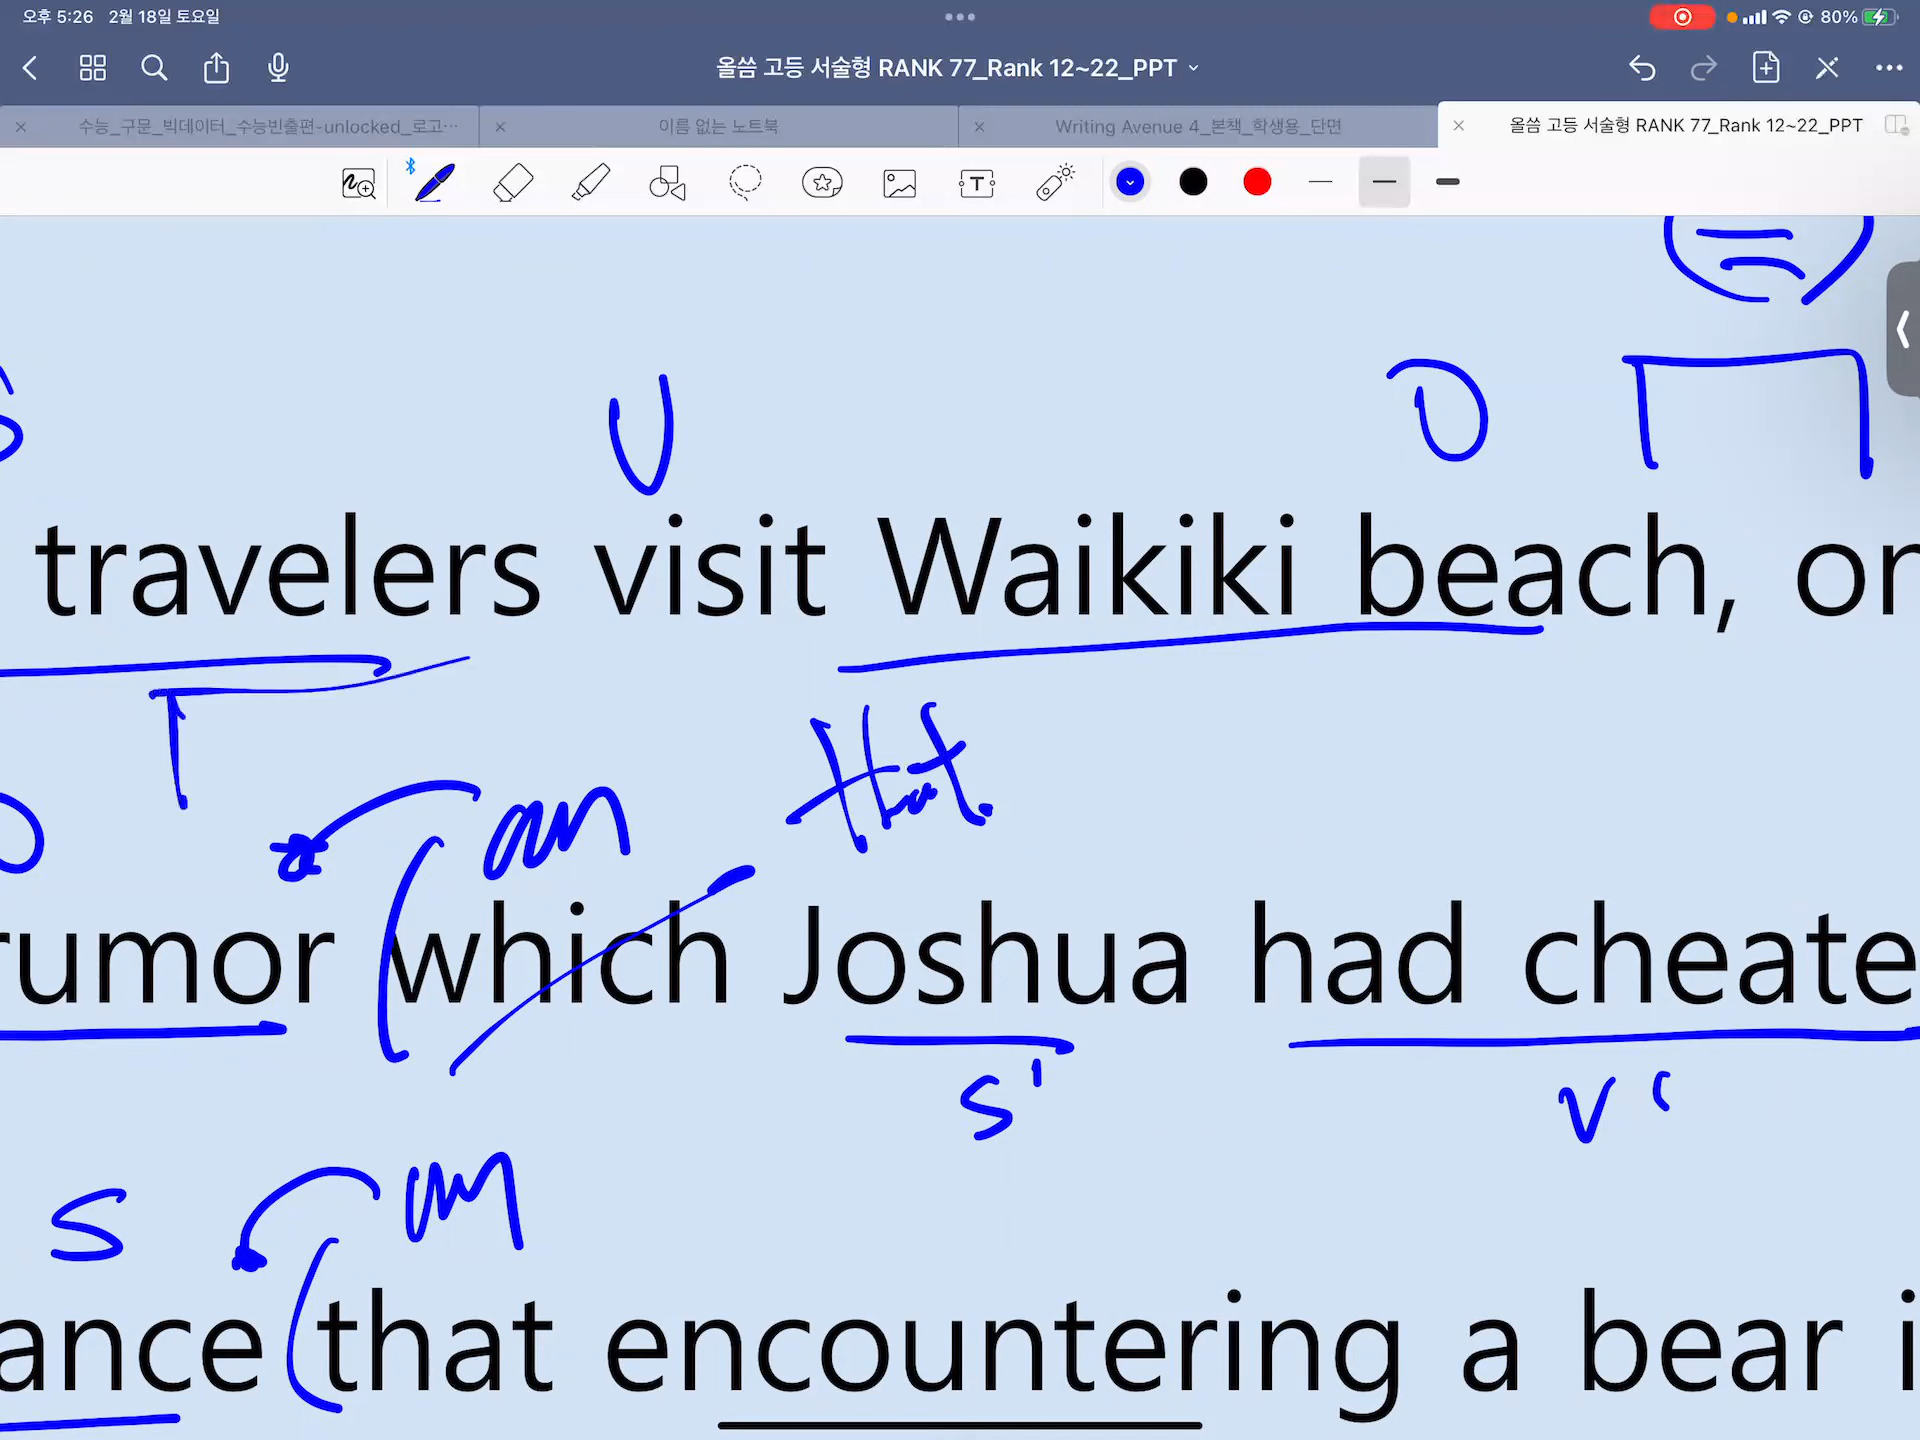 오후 5:26 2월 18일 토요일
80%
올씀 고등 서술형 RANK 77_Rank 12~22_PPT
수능_구문_빅데이터_수능빈출편-unlocked_로고…
이름 없는 노트북
Writing Avenue 4_본책_학생용_단면
올씀 고등 서술형 RANK 77_Rank 12~22_PPT
T
S V O
travelers visit Waikiki beach,
that
rumor which Joshua had cheate
S' V'
S
ance that encountering a bear i